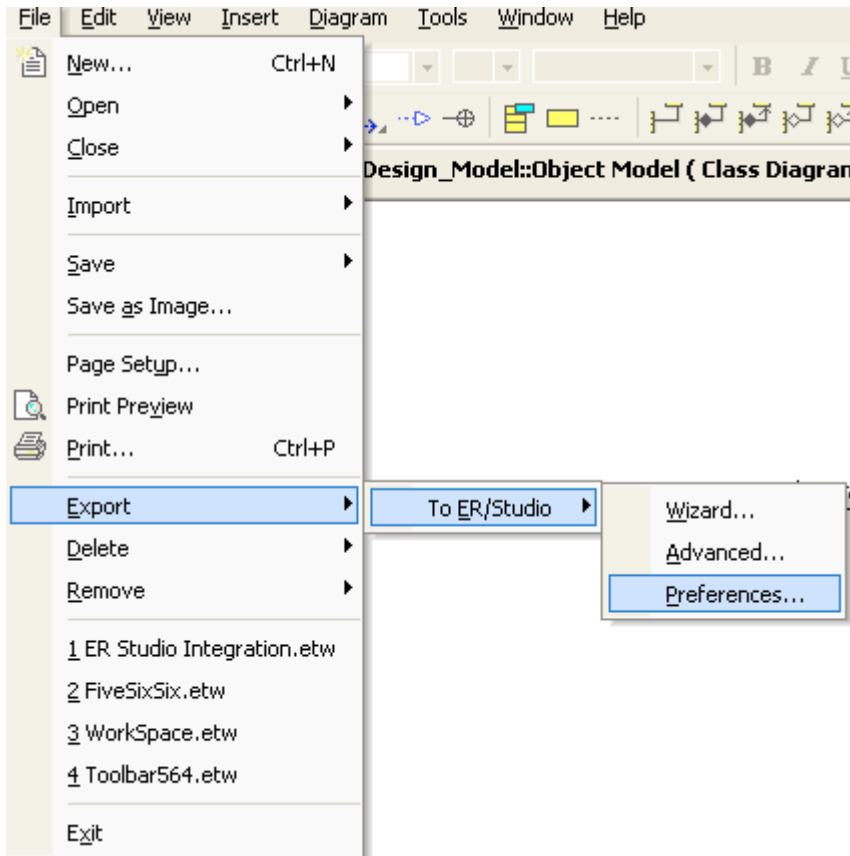 File Edit View Insert Diagram Tools Window Help
New... Ctrl+N
B I U
Open
Close
Design_Model::Object Model ( Class Diagram
Import
Save
Save as Image...
Page Setup...
Print Preview
Print... Ctrl+P
Export
To ER/Studio
Wizard...
Delete
Advanced...
Remove
Preferences...
1 ER Studio Integration.etw
2 FiveSixSix.etw
3 WorkSpace.etw
4 Toolbar564.etw
Exit